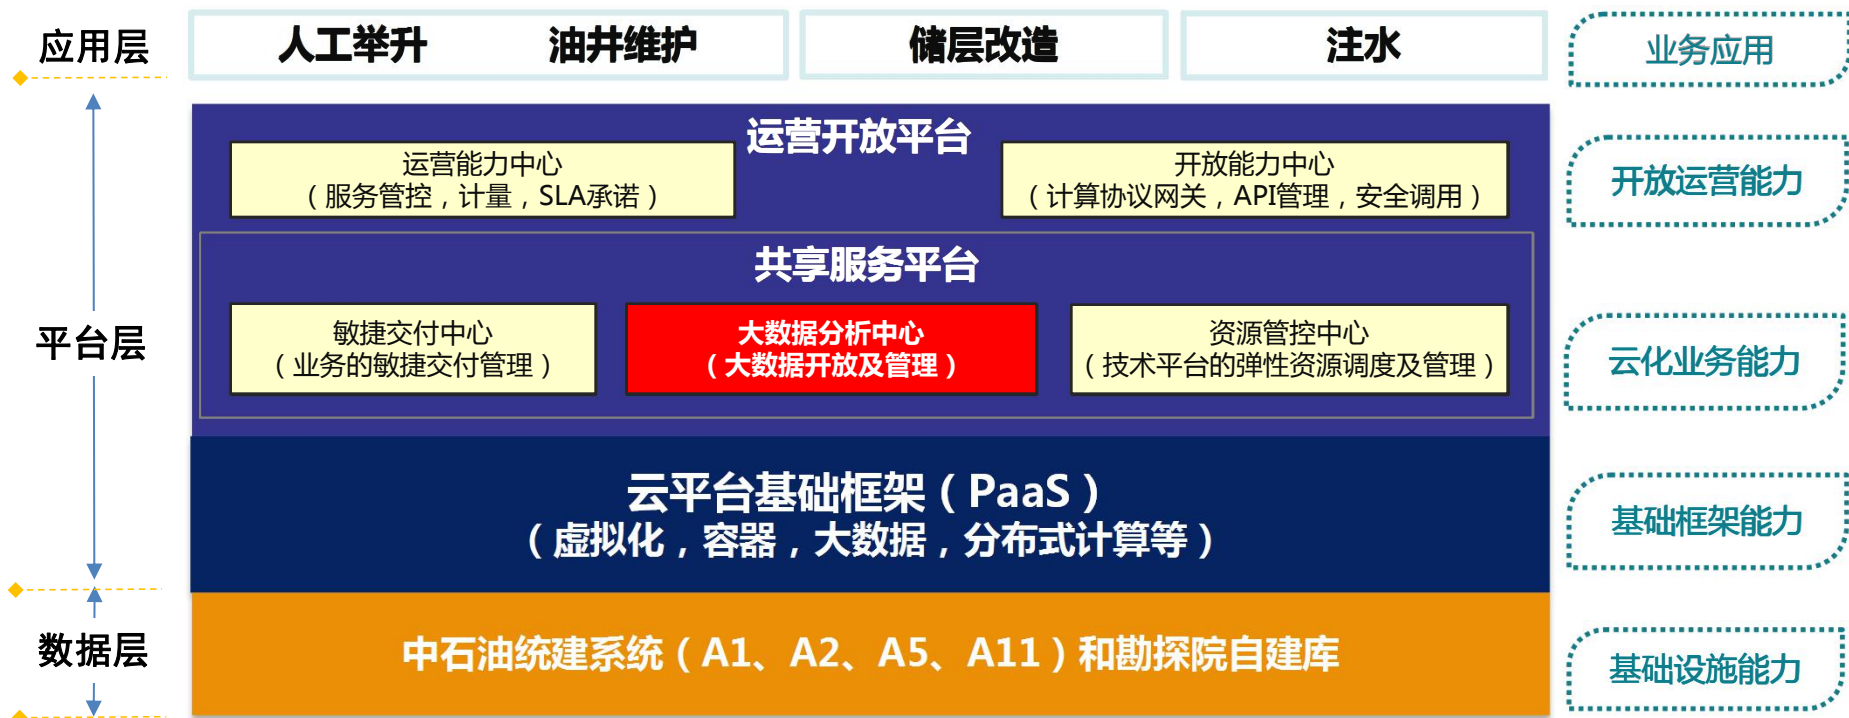 应用层
人工举升 油井维护 储层改造 注水
业务应用
运营开放平台
运营能力中心
（服务管控，计量，SLA承诺）
开放能力中心
（计算协议网关，API管理，安全调用）
开放运营能力
共享服务平台
平台层
敏捷交付中心
（业务的敏捷交付管理）
大数据分析中心
（大数据开放及管理）
资源管控中心
（技术平台的弹性资源调度及管理）
云化业务能力
云平台基础框架（PaaS）
（虚拟化，容器，大数据，分布式计算等）
基础框架能力
数据层
中石油统建系统（A1、A2、A5、A11）和勘探院自建库
基础设施能力